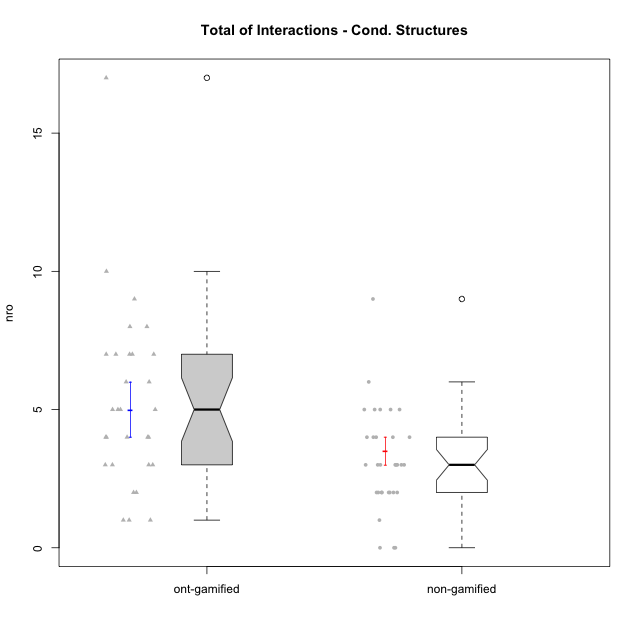 Total of Interactions - Cond. Structures
15
10
5
0
nro
ont-gamified
non-gamified